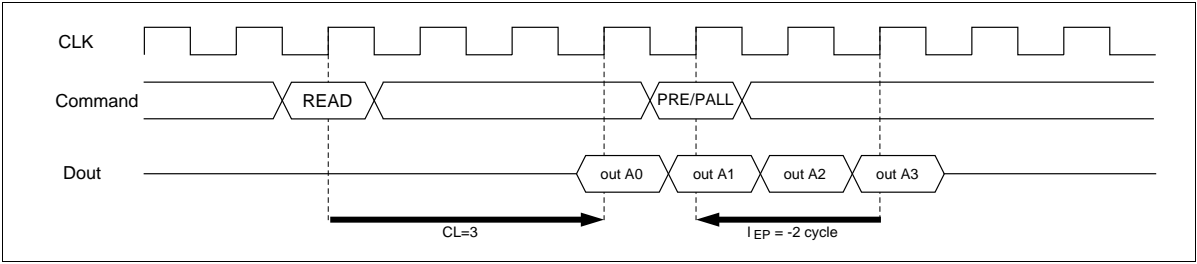 CLK
Command
READ
PRE/PALL
Dout
out A0
out A1
out A2
out A3
CL=3
l EP = -2 cycle